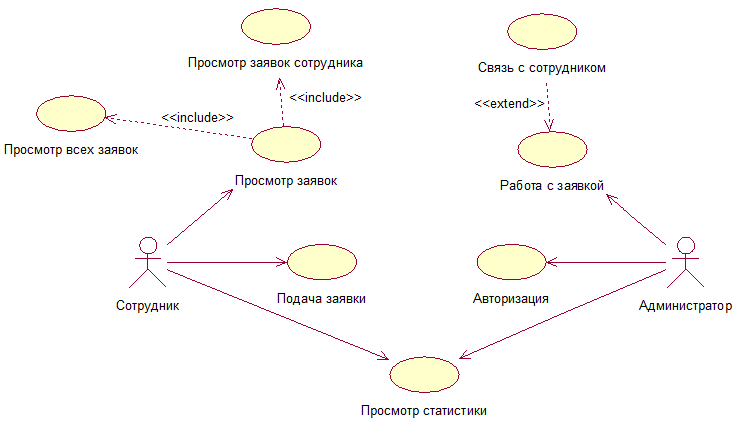 Просмотр заявок сотрудника
Связь с сотрудником
<<include>>
<<extend>>
<<include>>
Просмотр всех заявок
Просмотр заявок
Работа с заявкой
Подача заявки
Авторизация
Сотрудник
Администратор
Просмотр статистики